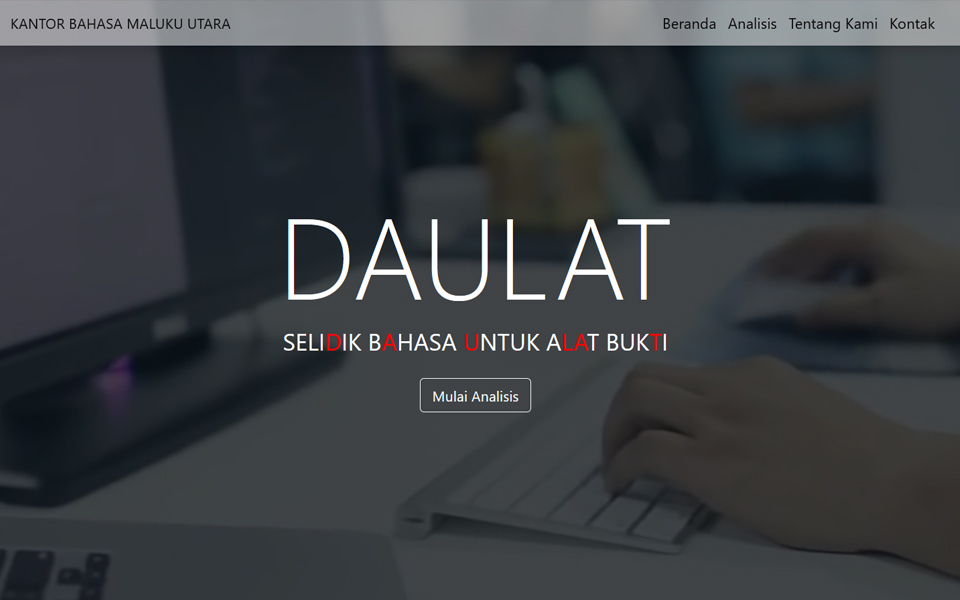 KANTOR BAHASA MALUKU UTARA
Beranda Analisis Tentang Kami Kontak
DAULAT
SELIDIK BAHASA UNTUK ALAT BUKTI
Mulai Analisis